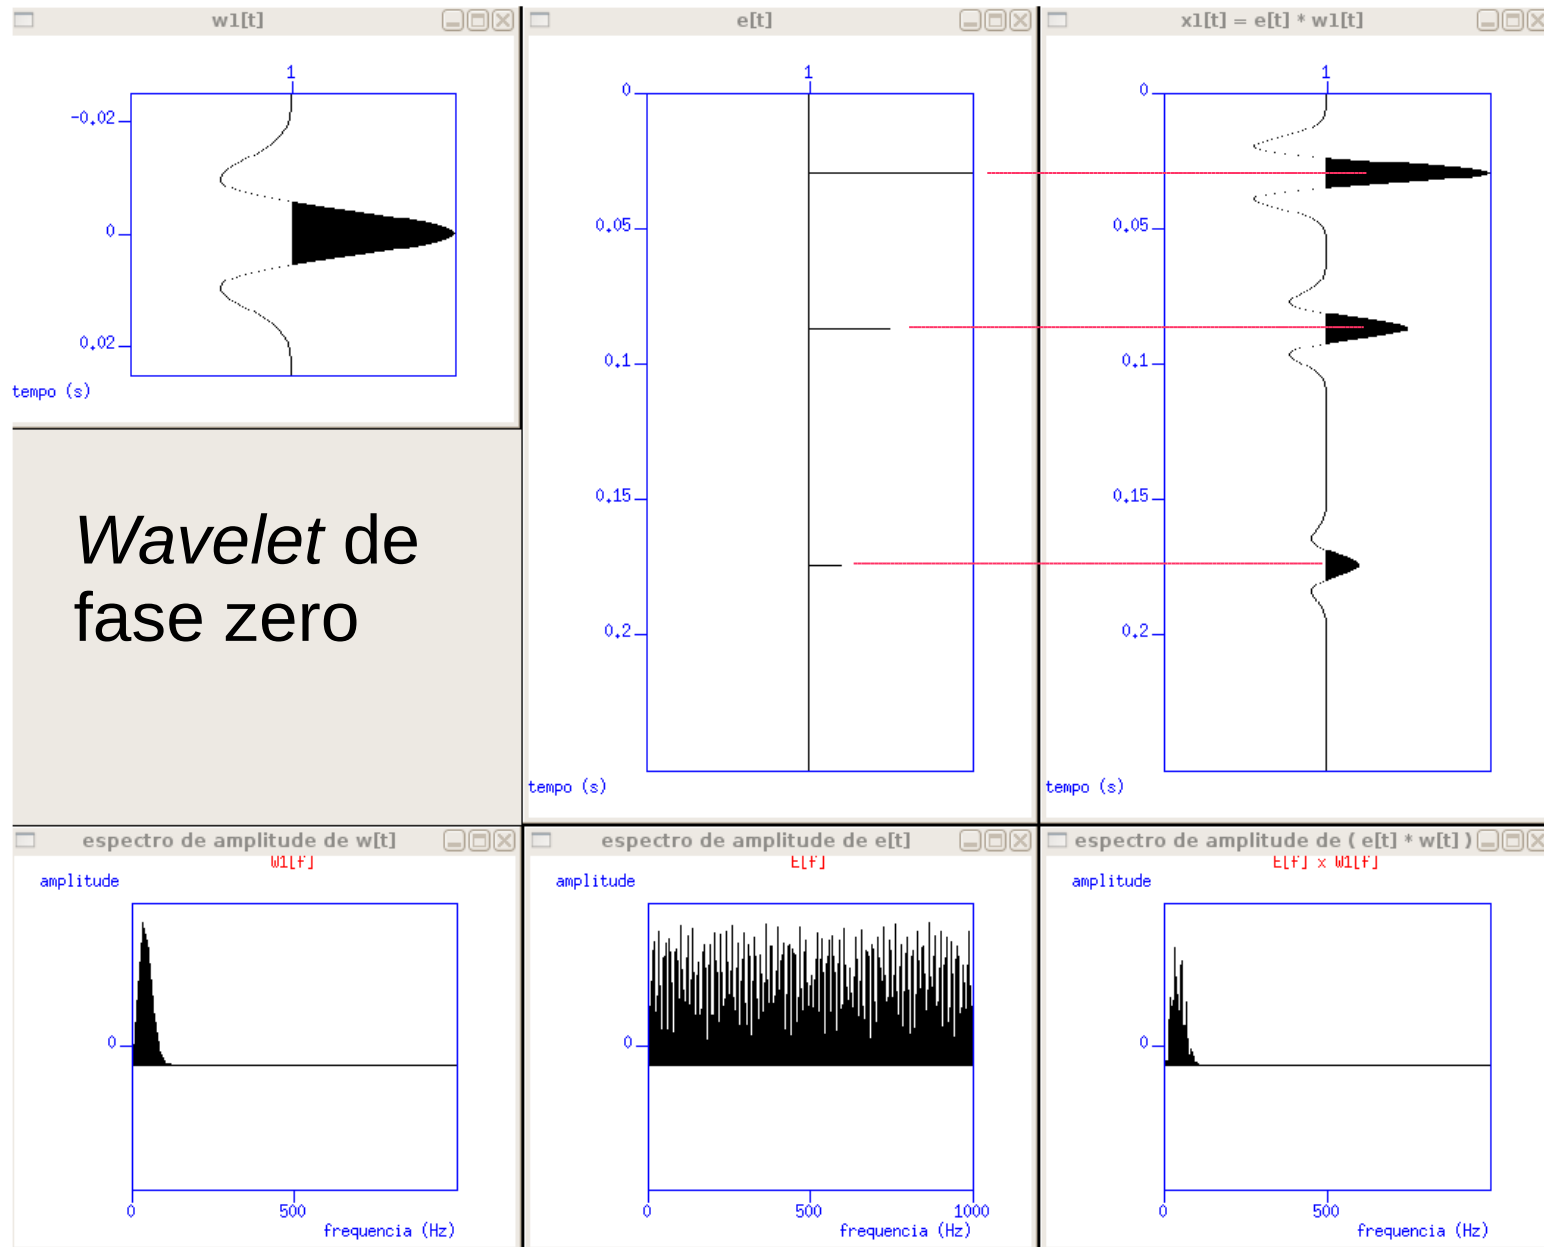 w1[t]
1
-0.02
0
0.02
tempo (s)
e[t]
1
0
0.05
0.1
0.15
0.2
tempo (s)
x1[t] = e[t] * w1[t]
1
0
0.05
0.1
0.15
0.2
tempo (s)
Wavelet de
fase zero
espectro de amplitude de w[t]
W1[f]
amplitude
0
0 500
frequencia (Hz)
espectro de amplitude de e[t]
E[f]
amplitude
0
0 500 1000
frequencia (Hz)
espectro de amplitude de ( e[t] * w[t] )
E[f] x W1[f]
amplitude
0
0 500
frequencia (Hz)